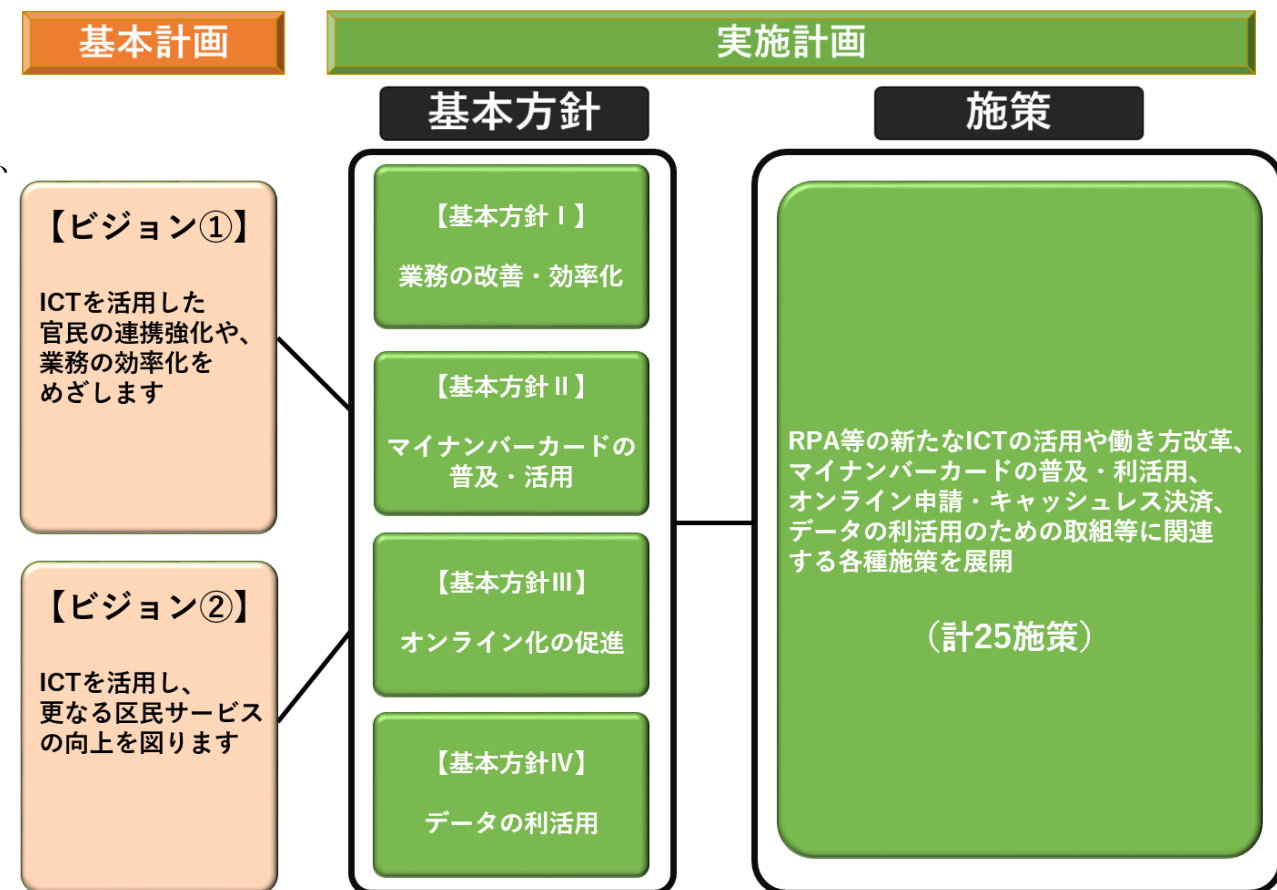 基本計画
実施計画
基本方針
施策
、
【ビジョン①】
ICTを活用した
官民の連携強化や、
業務の効率化を
めざします
【ビジョン②】
ICTを活用し、
更なる区民サービス
の向上を図ります
【基本方針Ⅰ】
業務の改善・効率化
【基本方針Ⅱ】
マイナンバーカードの
普及・活用
【基本方針Ⅲ】
オンライン化の促進
【基本方針Ⅳ】
データの利活用
RPA等の新たなICTの活用や働き方改革、
マイナンバーカードの普及・利活用、
オンライン申請・キャッシュレス決済、
データの利活用のための取組等に関連
する各種施策を展開
（計25施策）